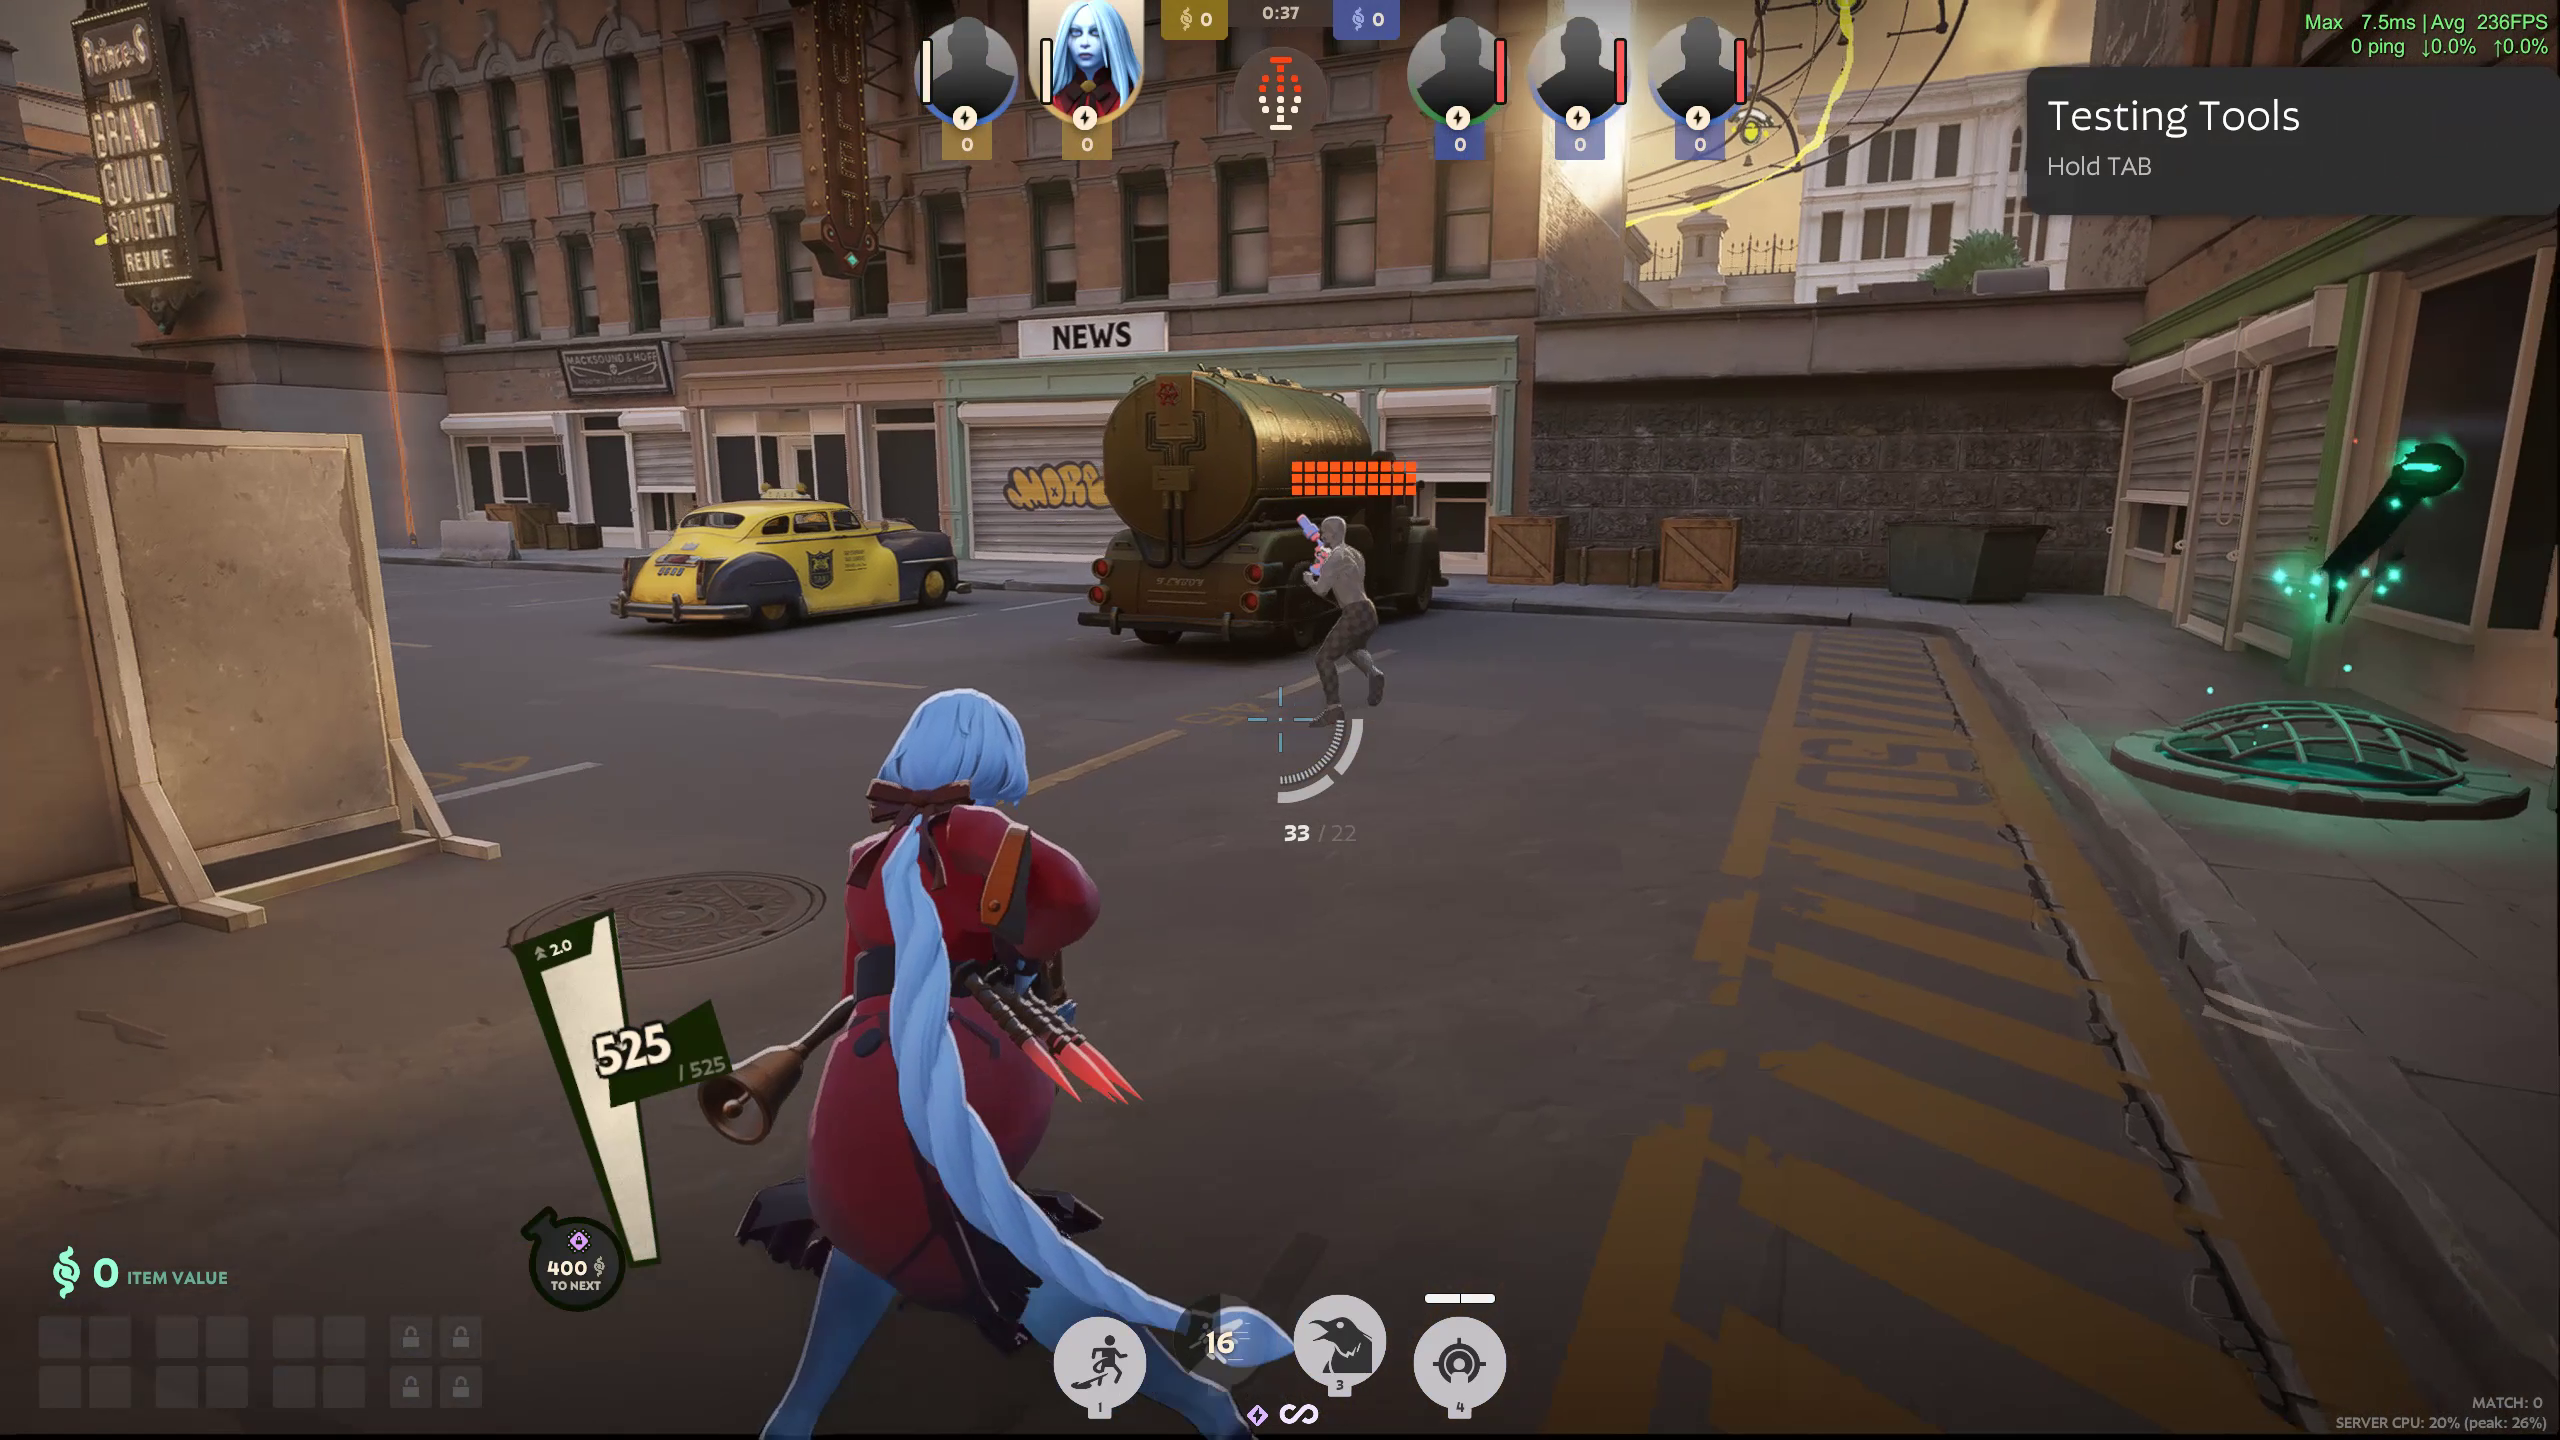 0
0:37
0
Max 7.5ms | Avg 236FPS
0 ping ↓0.0% ↑0.0%
0
0
0
0
0
Testing Tools
Hold TAB
Prince-S
ALL
BRAND
GUILD
SOCIETY
REVUE
NEWS
MACKSOUND & HOFF
MORE
33 / 22
2.0
525
/ 525
400
TO NEXT
0 ITEM VALUE
16
1
3
4
MATCH: 0
SERVER CPU: 20% (peak: 26%)